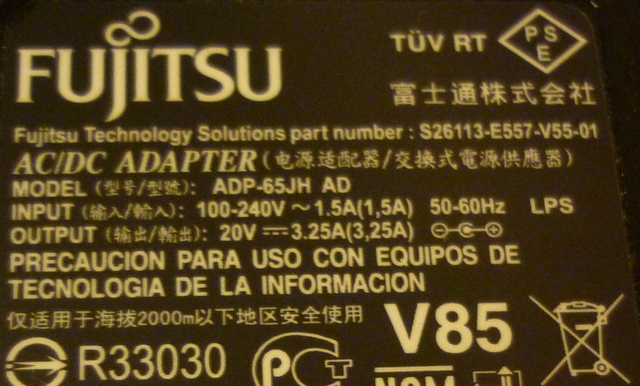 FUJITSU
TÜV RT
PS
E
富士通株式会社
Fujitsu Technology Solutions part number : S26113-E557-V55-01
AC/DC ADAPTER (电源适配器/交換式電源供應器)
MODEL (型号/型號): ADP-65JH AD
INPUT (输入/輸入): 100-240V ~ 1.5A(1,5A) 50-60Hz LPS
OUTPUT (输出/輸出): 20V ⎓ 3.25A(3,25A)
PRECAUCION PARA USO CON EQUIPOS DE
TECNOLOGIA DE LA INFORMACION
仅适用于海拔2000m以下地区安全使用
V85
R33030
PCT
NOM